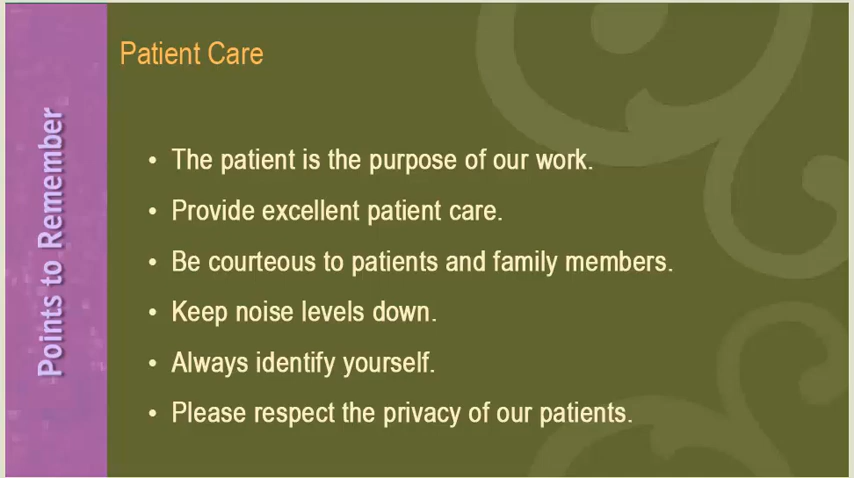 Points to Remember
Patient Care
• The patient is the purpose of our work.
• Provide excellent patient care.
• Be courteous to patients and family members.
• Keep noise levels down.
• Always identify yourself.
• Please respect the privacy of our patients.